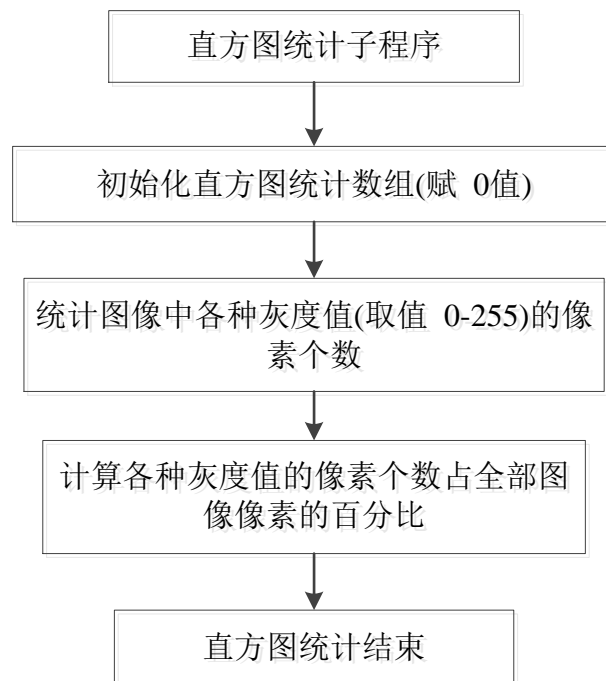 直方图统计子程序
初始化直方图统计数组(赋 0值)
统计图像中各种灰度值(取值 0-255)的像
素个数
计算各种灰度值的像素个数占全部图
像像素的百分比
直方图统计结束